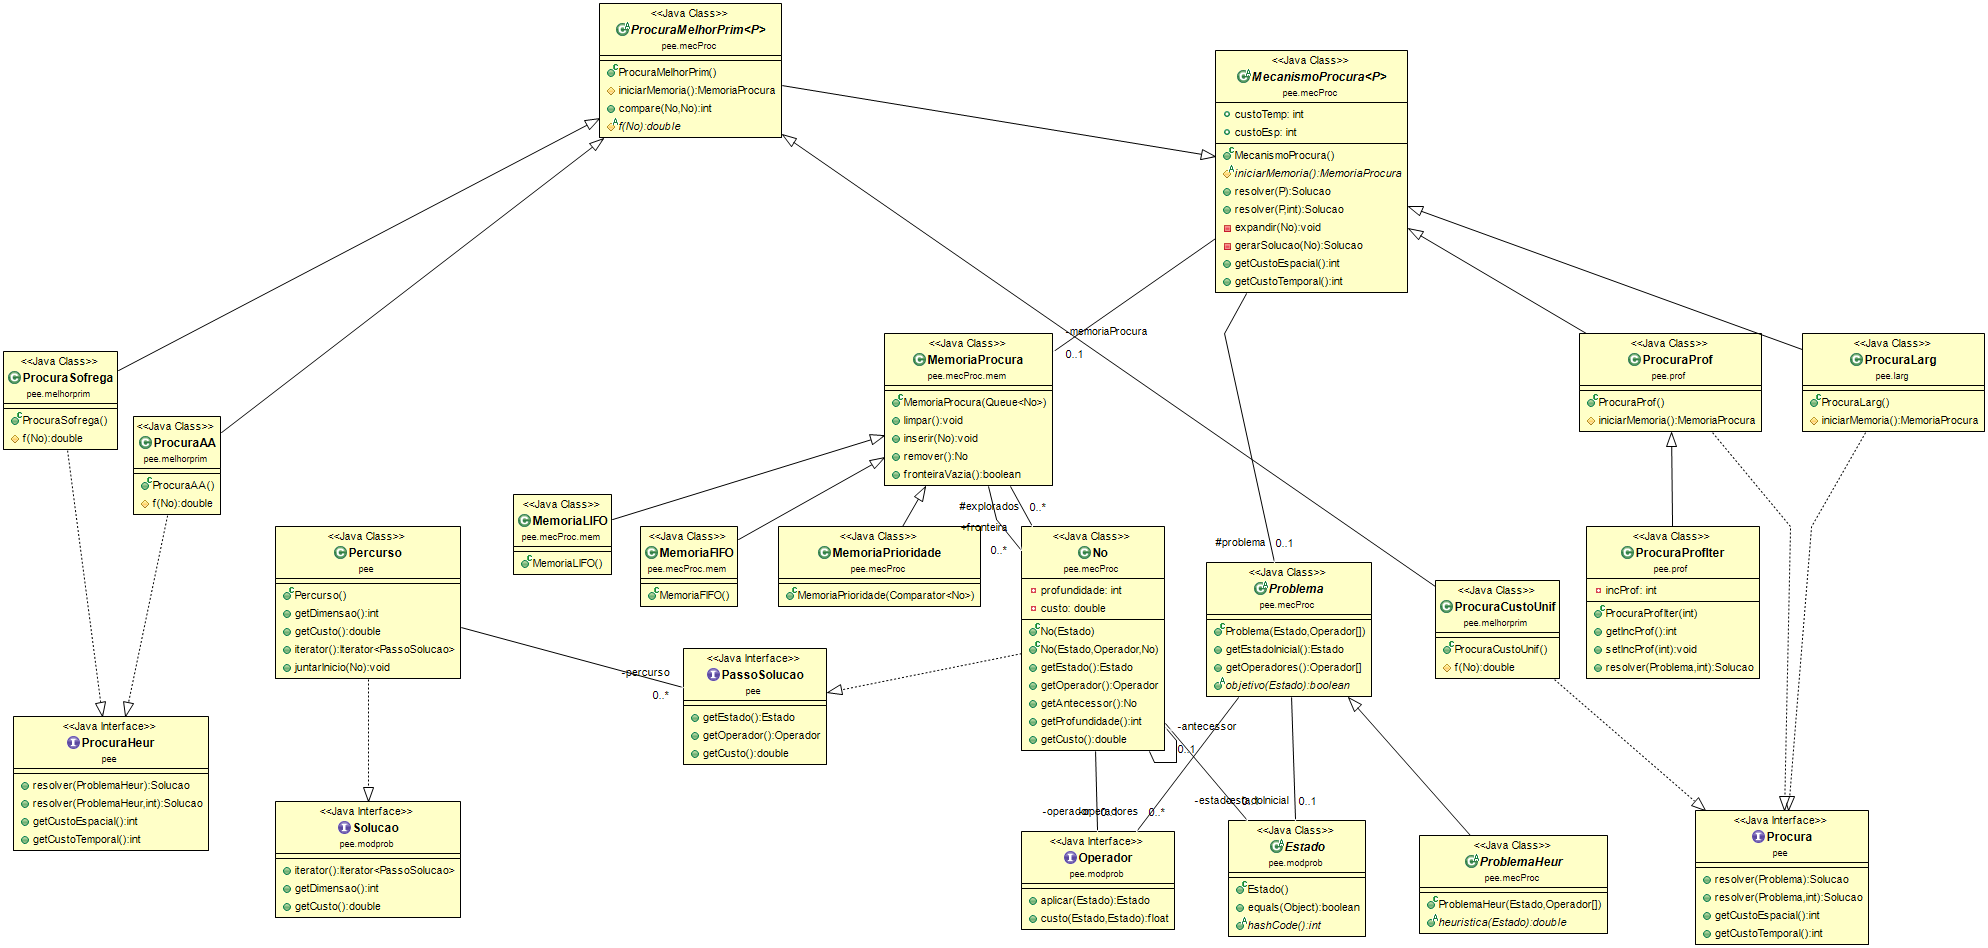 <<Java Class>>
ProcuraMelhorPrim<P>
pee.mecProc
ProcuraMelhorPrim()
iniciarMemoria():MemoriaProcura
compare(No,No):int
f(No):double
<<Java Class>>
MecanismoProcura<P>
pee.mecProc
custoTemp: int
custoEsp: int
MecanismoProcura()
iniciarMemoria():MemoriaProcura
resolver(P):Solucao
resolver(P,int):Solucao
expandir(No):void
gerarSolucao(No):Solucao
getCustoEspacial():int
getCustoTemporal():int
-memoriaProcura
0..1
<<Java Class>>
ProcuraSofrega
pee.melhorprim
ProcuraSofrega()
f(No):double
<<Java Class>>
ProcuraAA
pee.melhorprim
ProcuraAA()
f(No):double
<<Java Class>>
MemoriaProcura
pee.mecProc.mem
MemoriaProcura(Queue<No>)
limpar():void
inserir(No):void
remover():No
fronteiraVazia():boolean
<<Java Class>>
ProcuraProf
pee.prof
ProcuraProf()
iniciarMemoria():MemoriaProcura
<<Java Class>>
ProcuraLarg
pee.larg
ProcuraLarg()
iniciarMemoria():MemoriaProcura
<<Java Class>>
MemoriaLIFO
pee.mecProc.mem
MemoriaLIFO()
<<Java Class>>
MemoriaFIFO
pee.mecProc.mem
MemoriaFIFO()
<<Java Class>>
MemoriaPrioridade
pee.mecProc
MemoriaPrioridade(Comparator<No>)
#explorados
0..*
+fronteira
0..*
<<Java Class>>
Percurso
pee
Percurso()
getDimensao():int
getCusto():double
iterator():Iterator<PassoSolucao>
juntarInicio(No):void
-percurso
0..*
<<Java Interface>>
PassoSolucao
pee
getEstado():Estado
getOperador():Operador
getCusto():double
<<Java Class>>
No
pee.mecProc
profundidade: int
custo: double
No(Estado)
No(Estado,Operador,No)
getEstado():Estado
getOperador():Operador
getAntecessor():No
getProfundidade():int
getCusto():double
-antecessor
0..1
#problema
0..1
<<Java Class>>
Problema
pee.mecProc
Problema(Estado,Operador[])
getEstadoInicial():Estado
getOperadores():Operador[]
objetivo(Estado):boolean
<<Java Class>>
ProcuraCustoUnif
pee.melhorprim
ProcuraCustoUnif()
f(No):double
<<Java Class>>
ProcuraProfIter
pee.prof
incProf: int
ProcuraProfIter(int)
getIncProf():int
setIncProf(int):void
resolver(Problema,int):Solucao
<<Java Interface>>
ProcuraHeur
pee
resolver(ProblemaHeur):Solucao
resolver(ProblemaHeur,int):Solucao
getCustoEspacial():int
getCustoTemporal():int
<<Java Interface>>
Solucao
pee.modprob
iterator():Iterator<PassoSolucao>
getDimensao():int
getCusto():double
-operador
operadores
0..*
-estado
0..1
<<Java Interface>>
Operador
pee.modprob
aplicar(Estado):Estado
custo(Estado,Estado):float
<<Java Class>>
Estado
pee.modprob
Estado()
equals(Object):boolean
hashCode():int
<<Java Class>>
ProblemaHeur
pee.mecProc
ProblemaHeur(Estado,Operador[])
heuristica(Estado):double
<<Java Interface>>
Procura
pee
resolver(Problema):Solucao
resolver(Problema,int):Solucao
getCustoEspacial():int
getCustoTemporal():int